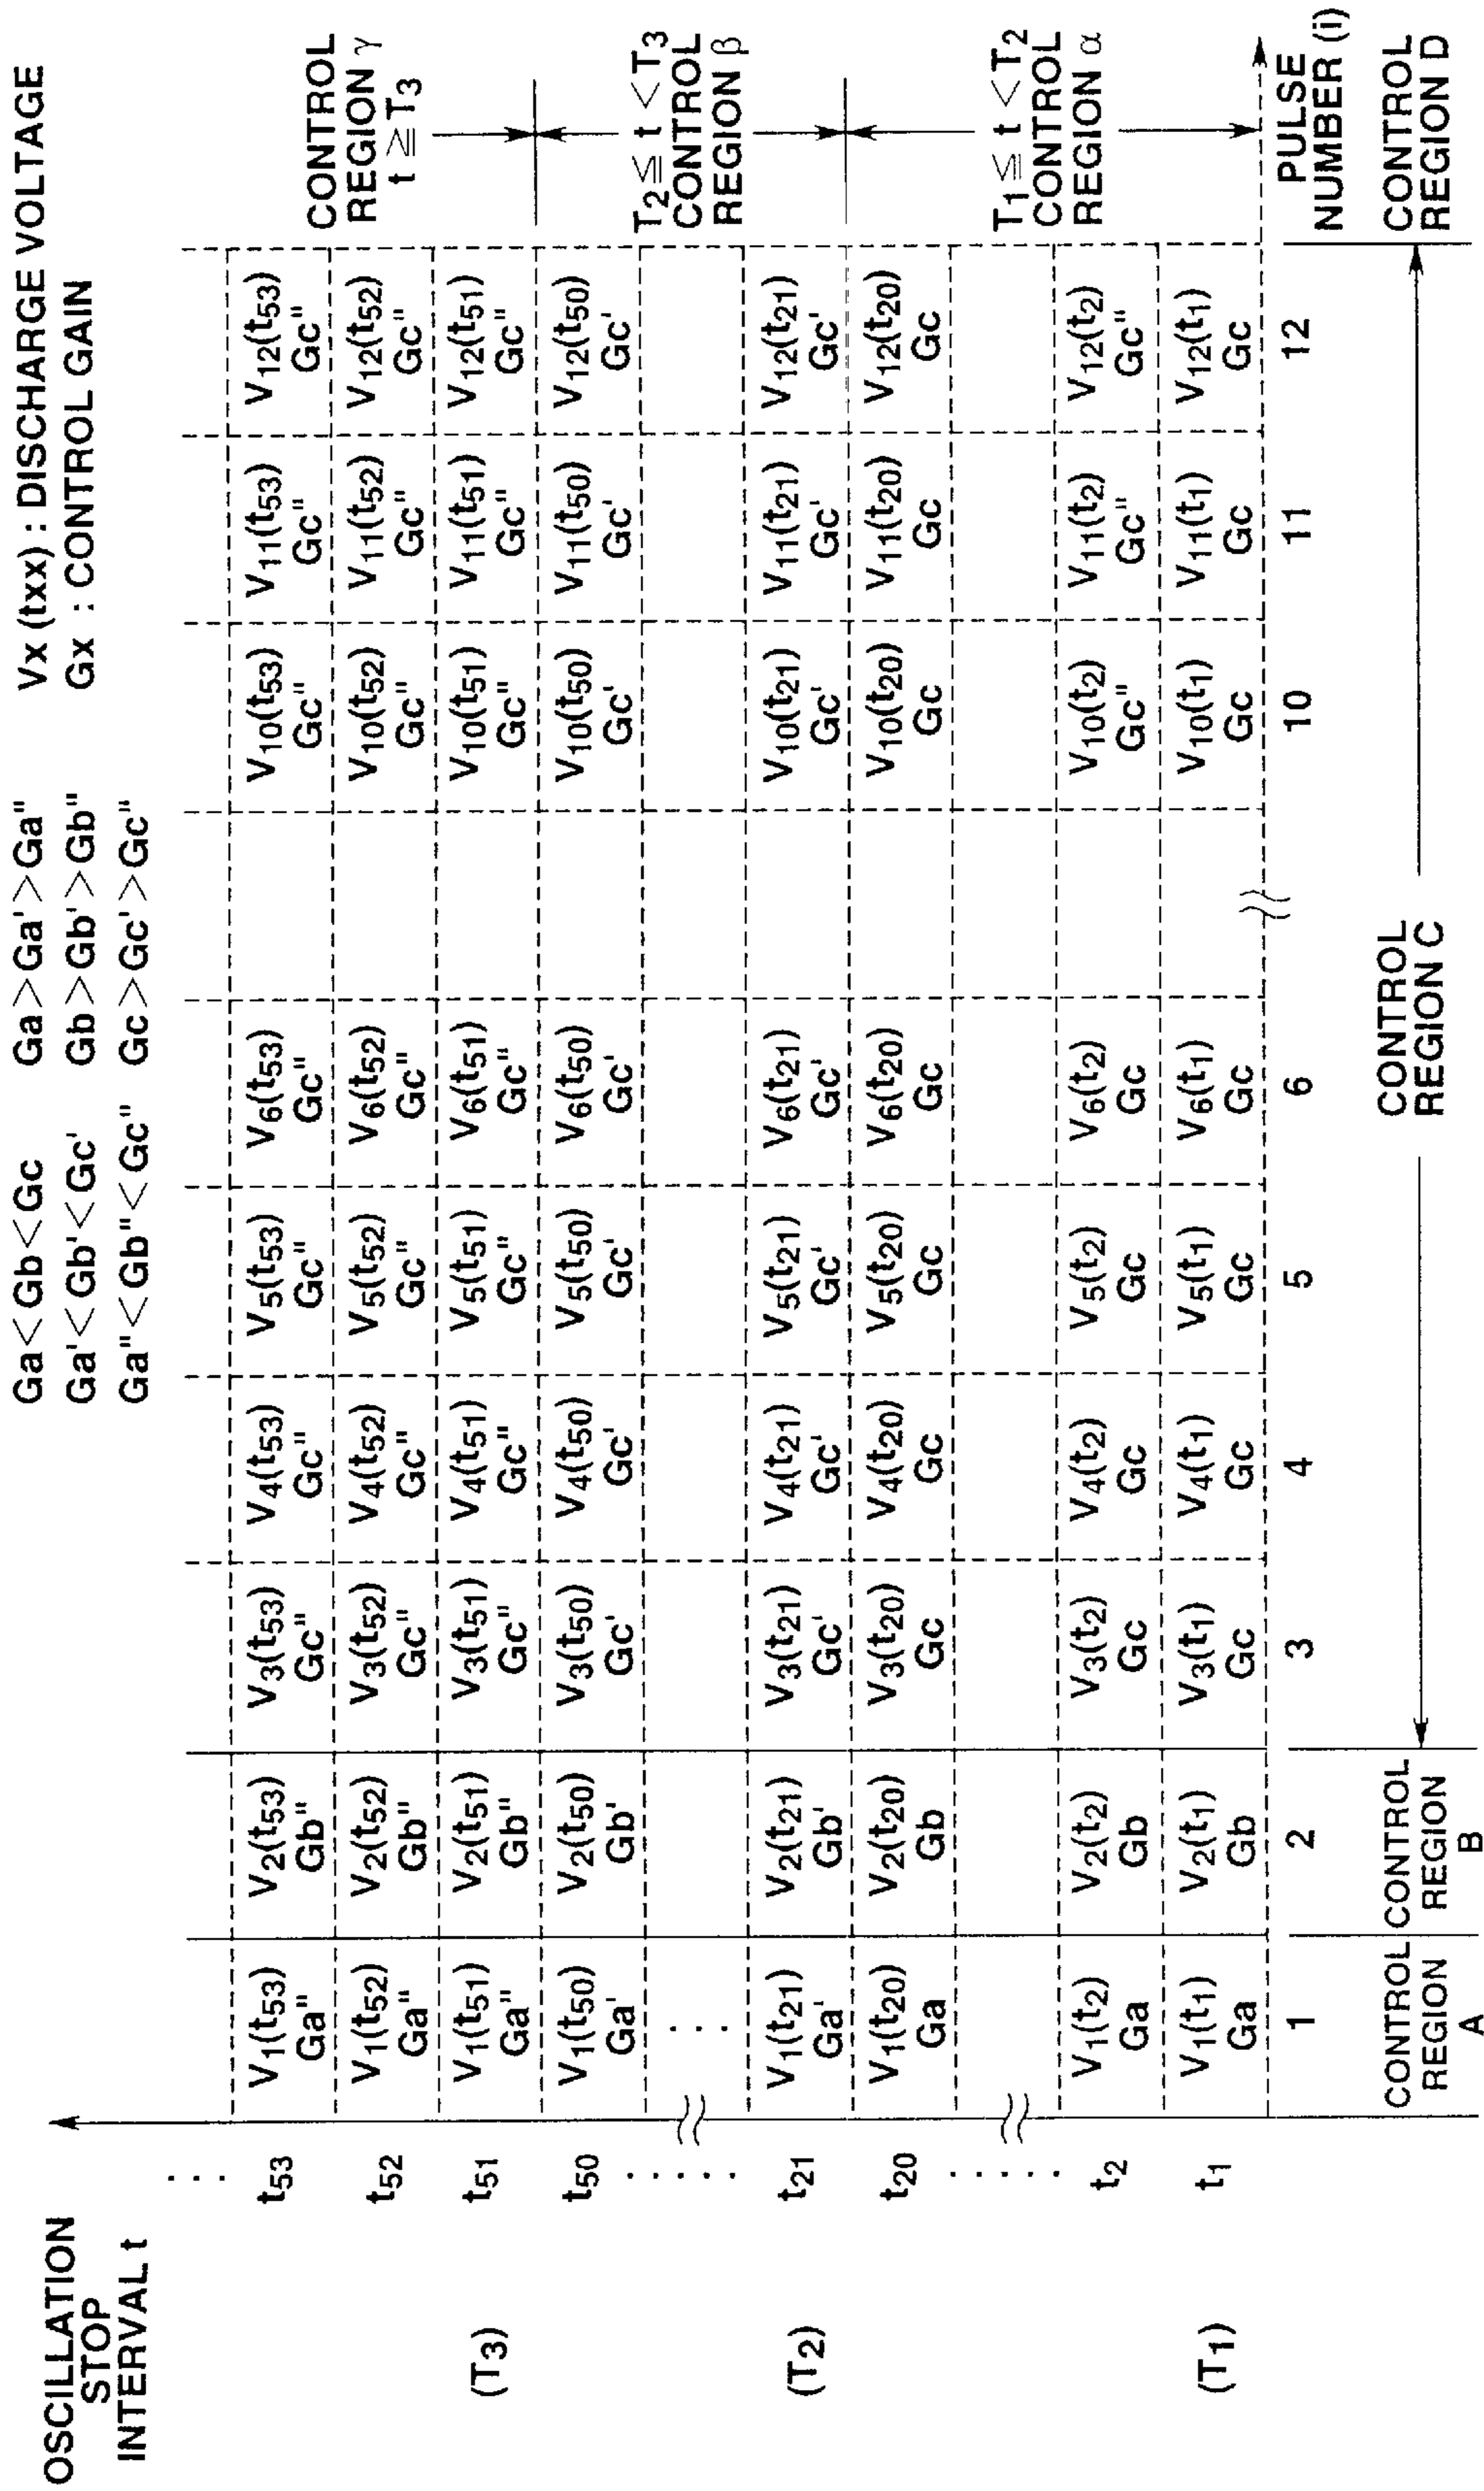 Ga<Gb<Gc Ga>Ga'>Ga" Vx (txx) : DISCHARGE VOLTAGE
Ga'<Gb'<Gc' Gb>Gb'>Gb" Gx : CONTROL GAIN
Ga"<Gb"<Gc" Gc>Gc'>Gc"
OSCILLATION
STOP
INTERVAL t
. . .
t53 V1(t53) V2(t53) V3(t53) V4(t53) V5(t53) V6(t53) V10(t53) V11(t53) V12(t53)
Ga" Gb" Gc" Gc" Gc" Gc" Gc" Gc" Gc"
t52 V1(t52) V2(t52) V3(t52) V4(t52) V5(t52) V6(t52) V10(t52) V11(t52) V12(t52)
Ga" Gb" Gc" Gc" Gc" Gc" Gc" Gc" Gc"
(T3) t51 V1(t51) V2(t51) V3(t51) V4(t51) V5(t51) V6(t51) V10(t51) V11(t51) V12(t51)
Ga" Gb" Gc" Gc" Gc" Gc" Gc" Gc" Gc"
t50 V1(t50) V2(t50) V3(t50) V4(t50) V5(t50) V6(t50) V10(t50) V11(t50) V12(t50)
Ga' Gb' Gc' Gc' Gc' Gc' Gc' Gc' Gc'
. . . . . . . .
(T2) t21 V1(t21) V2(t21) V3(t21) V4(t21) V5(t21) V6(t21) V10(t21) V11(t21) V12(t21)
Ga' Gb' Gc' Gc' Gc' Gc' Gc' Gc' Gc'
t20 V1(t20) V2(t20) V3(t20) V4(t20) V5(t20) V6(t20) V10(t20) V11(t20) V12(t20)
Ga Gb Gc Gc Gc Gc Gc Gc Gc
. . . . .
t2 V1(t2) V2(t2) V3(t2) V4(t2) V5(t2) V6(t2) V10(t2) V11(t2) V12(t2)
Ga Gb Gc Gc Gc Gc Gc" Gc" Gc"
(T1) t1 V1(t1) V2(t1) V3(t1) V4(t1) V5(t1) V6(t1) V10(t1) V11(t1) V12(t1)
Ga Gb Gc Gc Gc Gc Gc Gc Gc
CONTROL
REGION γ
t ≧ T3
T2 ≦ t < T3
CONTROL
REGION β
T1 ≦ t < T2
CONTROL
REGION α
1 2 3 4 5 6 10 11 12
PULSE
NUMBER (i)
CONTROL
REGION
A
CONTROL
REGION
B
CONTROL
REGION C
CONTROL
REGION D